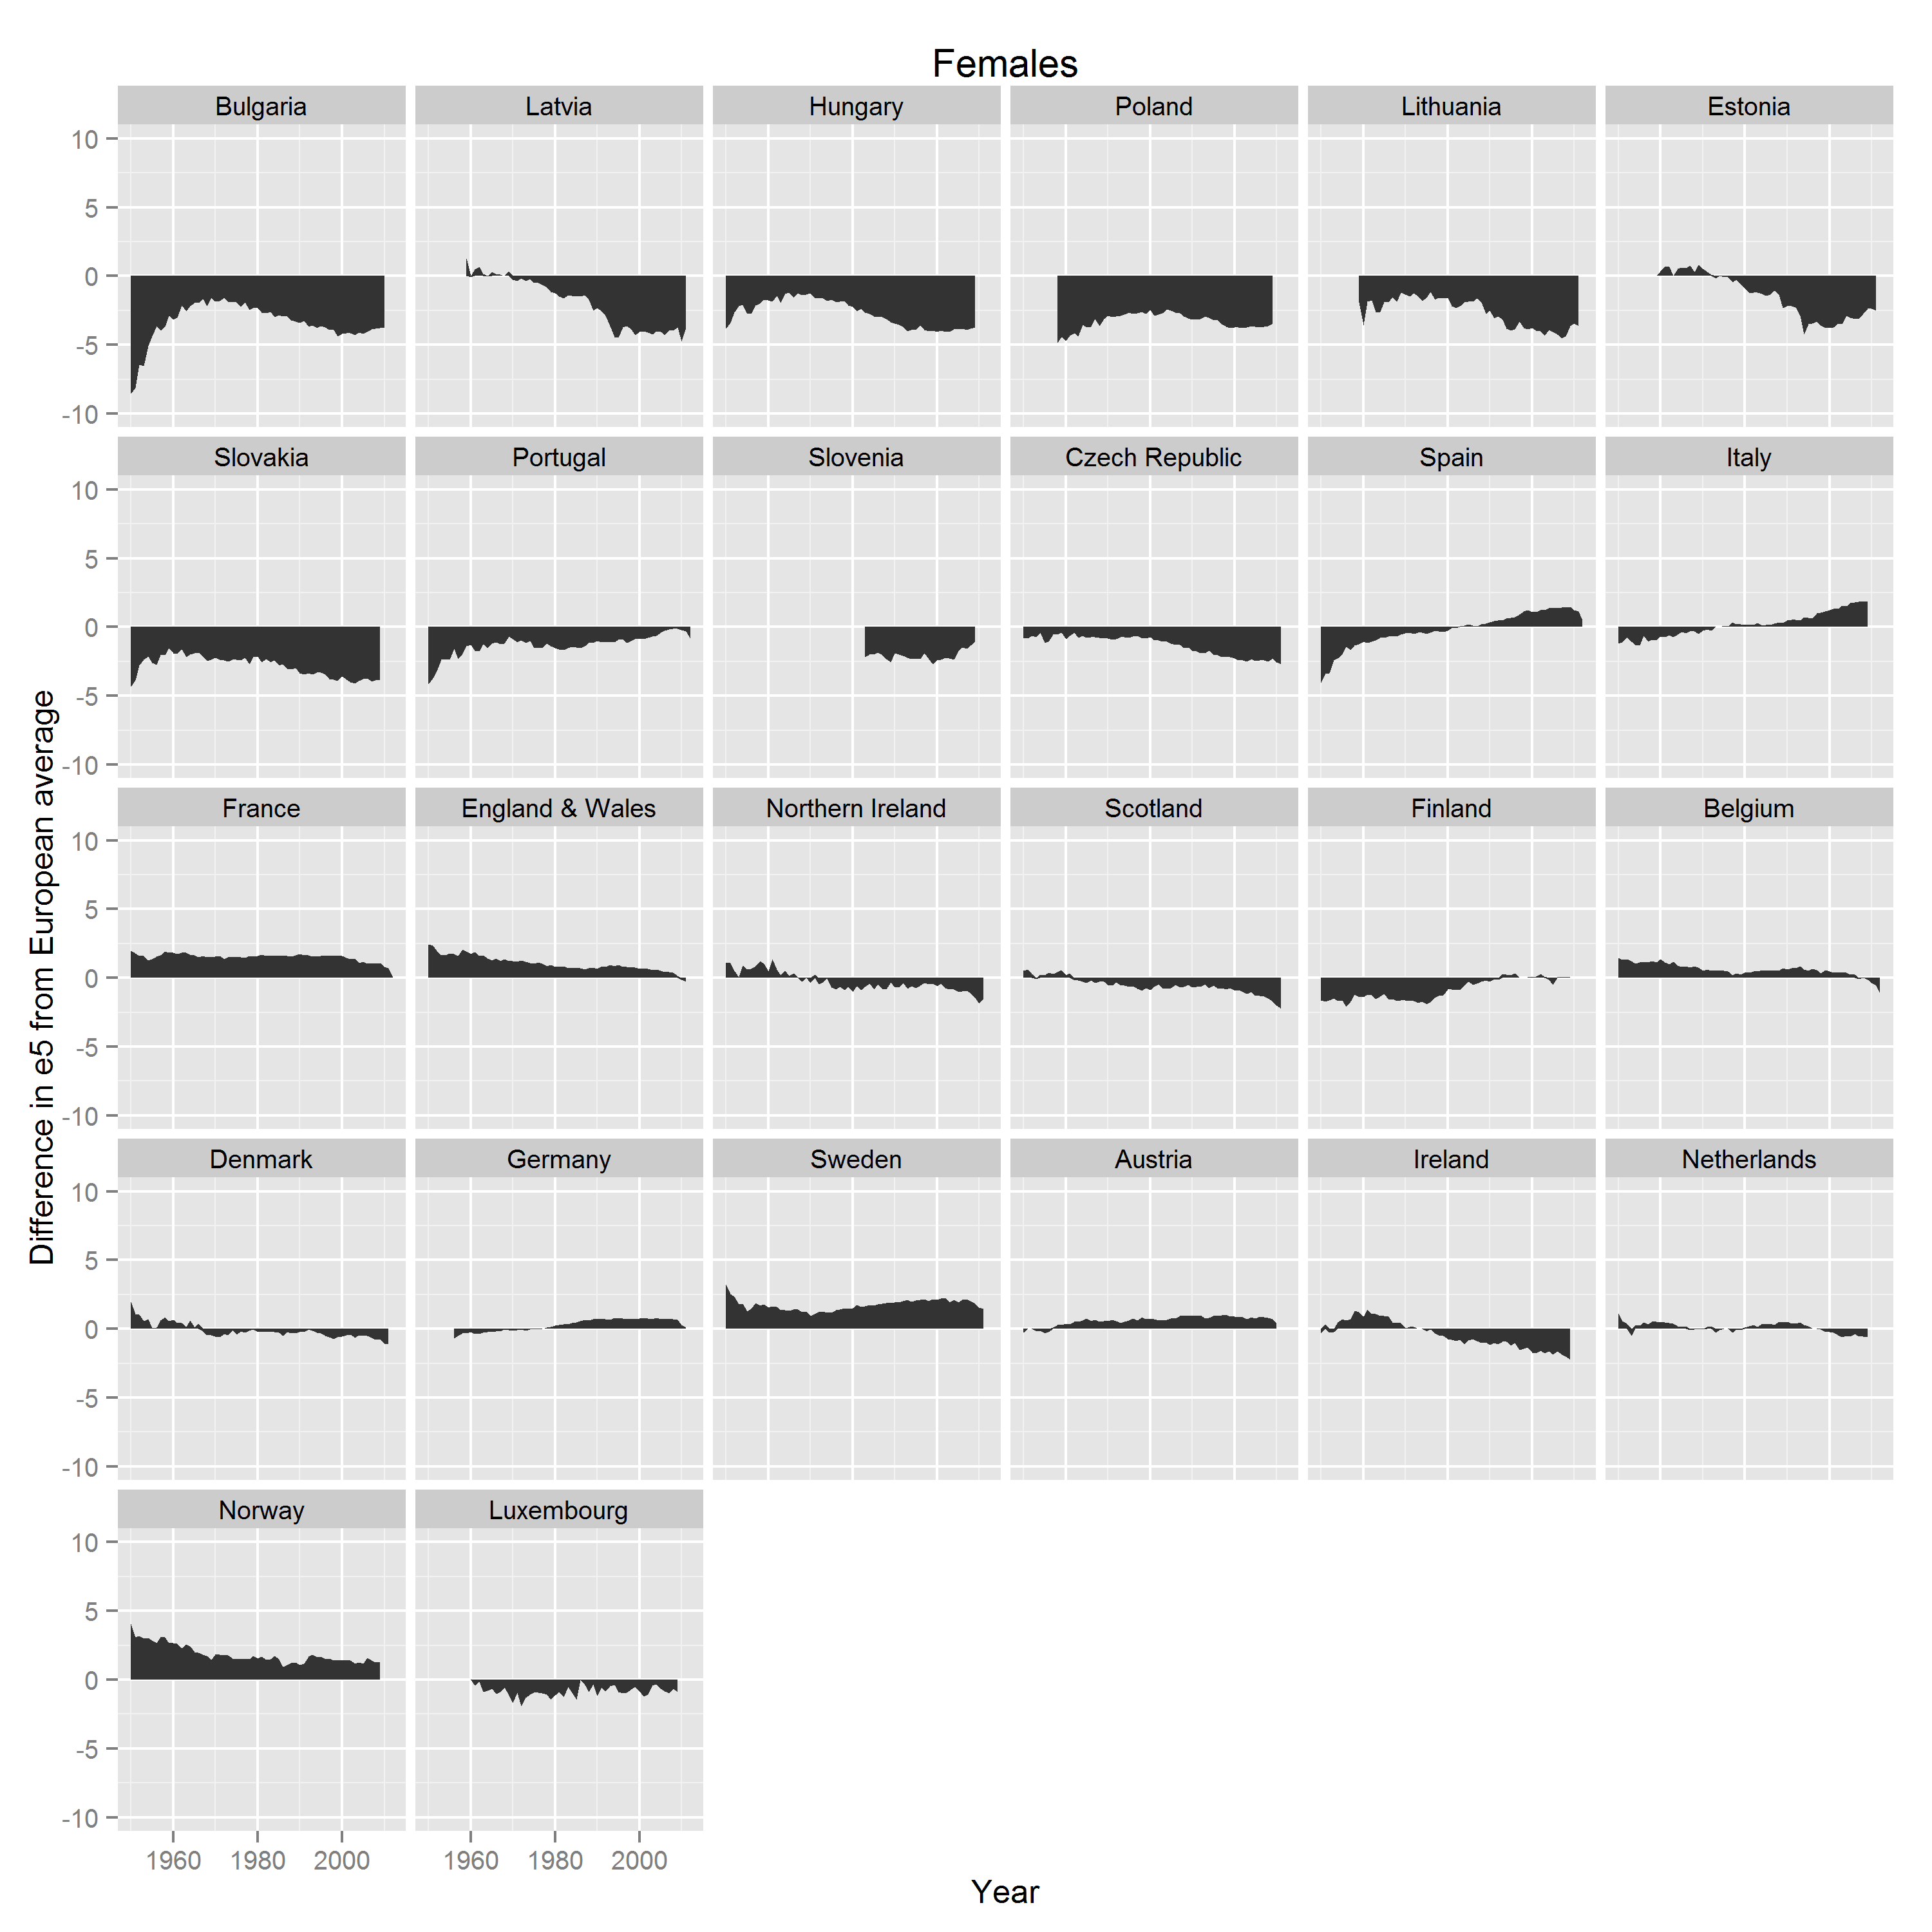 Females
Bulgaria Latvia Hungary Poland Lithuania Estonia
10
5
0
-5
-10
Slovakia Portugal Slovenia Czech Republic Spain Italy
10
5
0
-5
-10
France England & Wales Northern Ireland Scotland Finland Belgium
10
5
0
-5
-10
Denmark Germany Sweden Austria Ireland Netherlands
10
5
0
-5
-10
Norway Luxembourg
10
5
0
-5
-10
1960 1980 2000 1960 1980 2000
Year
Difference in e5 from European average